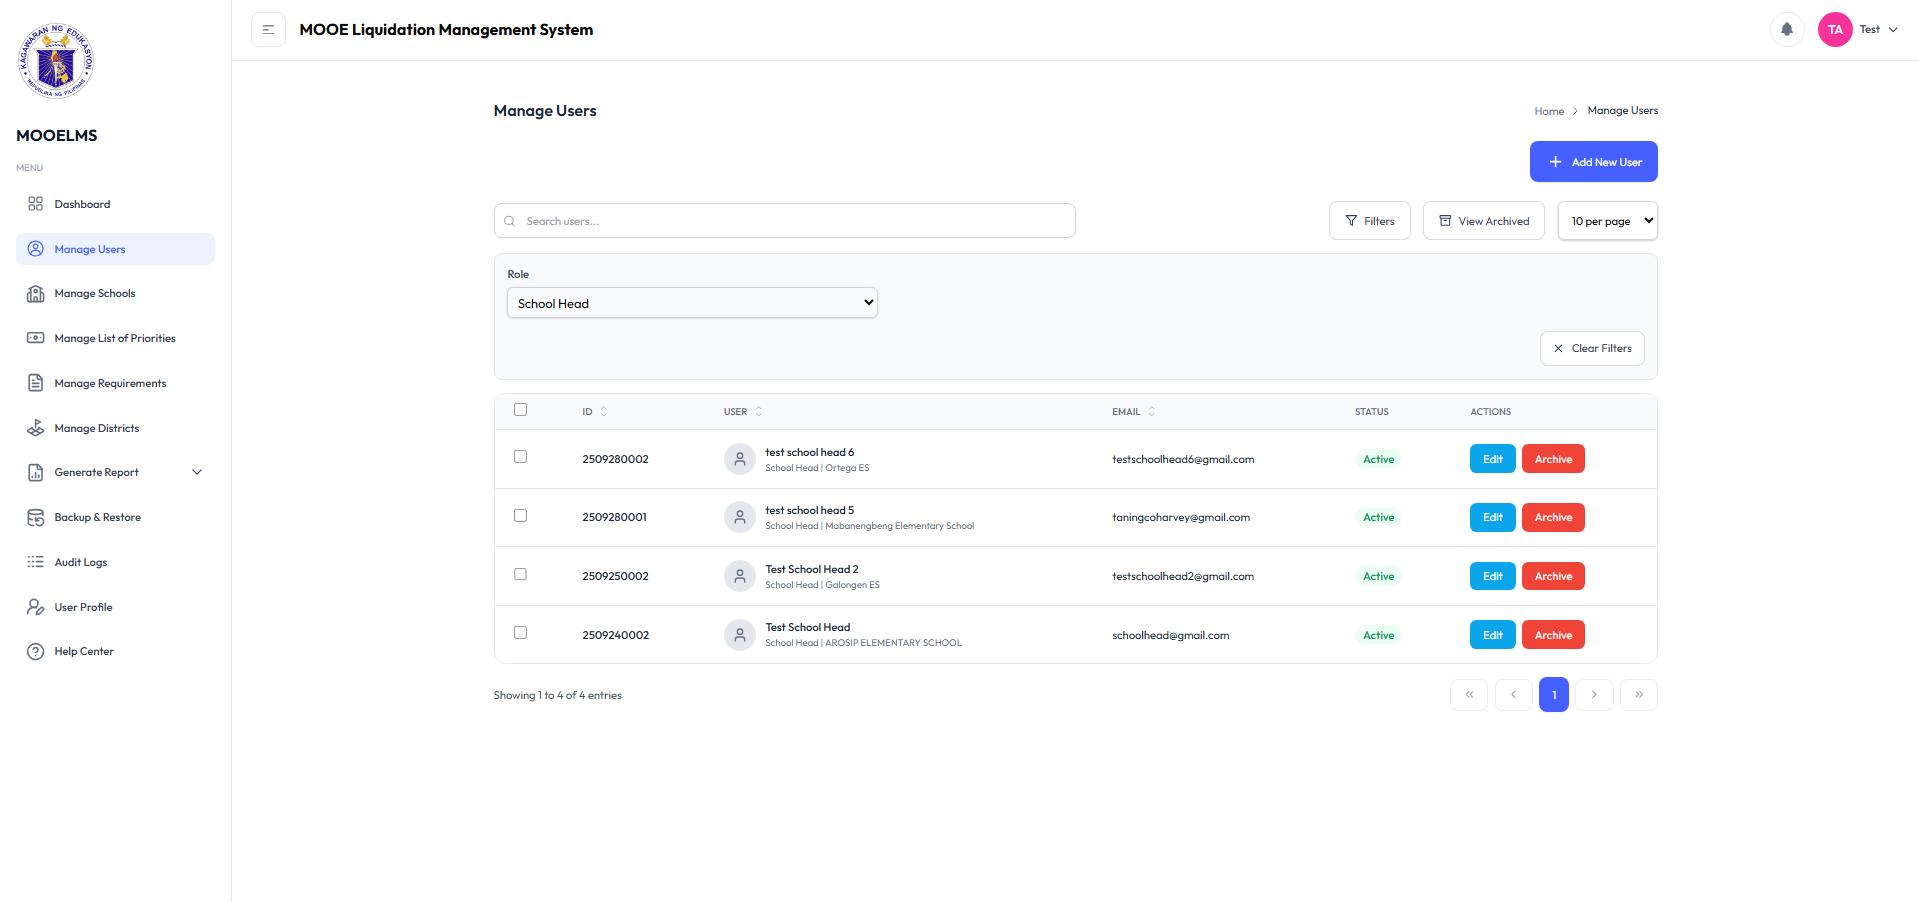 KAGAWARAN NG EDUKASYON
REPUBLIKA NG PILIPINAS
MOOE Liquidation Management System
TA
Test
MOOELMS
MENU
Dashboard
Manage Users
Manage Schools
Manage List of Priorities
Manage Requirements
Manage Districts
Generate Report
Backup & Restore
Audit Logs
User Profile
Help Center
Manage Users
Home > Manage Users
+ Add New User
Search users...
Filters
View Archived
10 per page
Role
School Head
× Clear Filters
ID USER EMAIL STATUS ACTIONS
2509280002 test school head 6 testschoolhead6@gmail.com Active Edit Archive
School Head | Ortega ES
2509280001 test school head 5 taningcoharvey@gmail.com Active Edit Archive
School Head | Mabanengbeng Elementary School
2509250002 Test School Head 2 testschoolhead2@gmail.com Active Edit Archive
School Head | Galongen ES
2509240002 Test School Head schoolhead@gmail.com Active Edit Archive
School Head | AROSIP ELEMENTARY SCHOOL
Showing 1 to 4 of 4 entries
« ‹ 1 › »